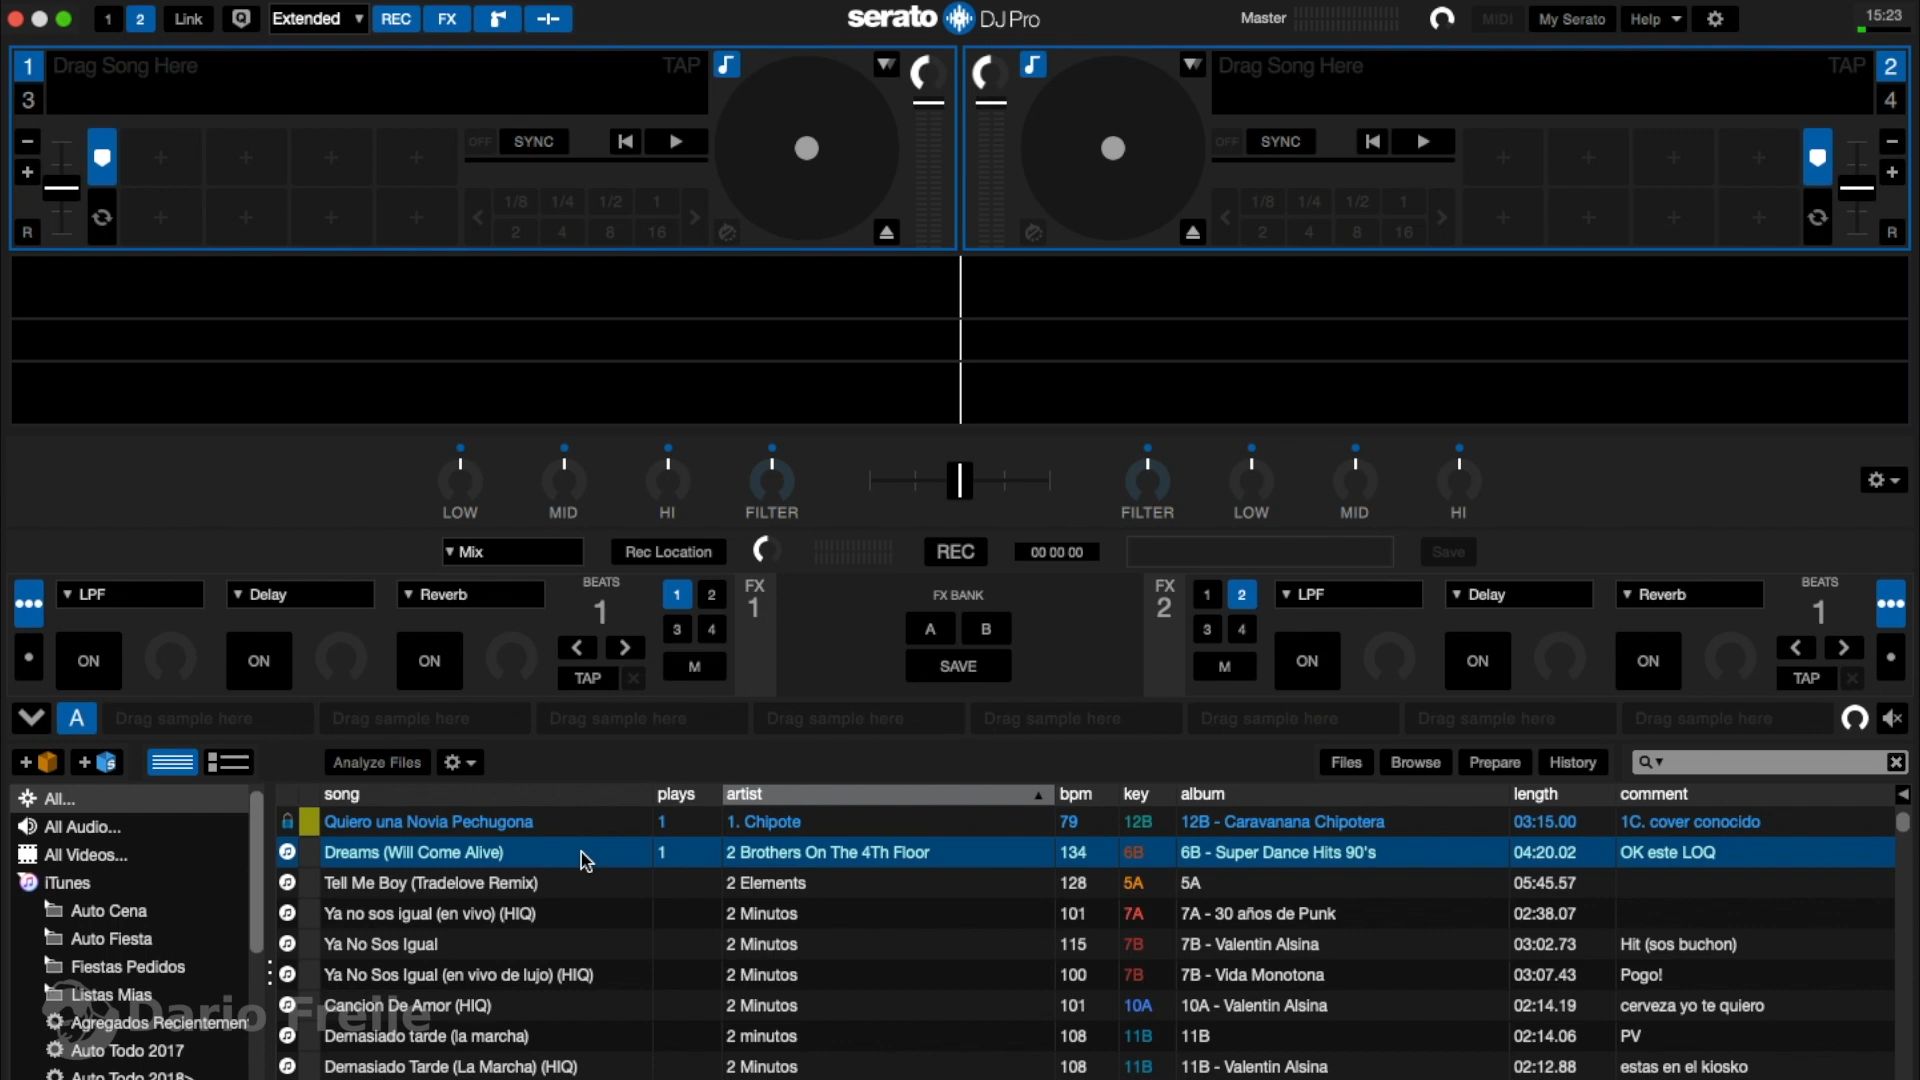 1 2 Link Extended REC FX serato DJ Pro Master MIDI My Serato Help 15:23
1 Drag Song Here TAP Drag Song Here TAP 2
3 4
OFF SYNC OFF SYNC
1/8 1/4 1/2 1 1/8 1/4 1/2 1
R 2 4 8 16 2 4 8 16 R
LOW MID HI FILTER FILTER LOW MID HI
Mix Rec Location REC 00 00 00 Save
LPF Delay Reverb BEATS 1 1 2 3 4 M FX 1
ON ON ON TAP
FX BANK
A B
SAVE
FX 2 1 2 3 4 M LPF Delay Reverb BEATS 1
ON ON ON TAP
A Drag sample here Drag sample here Drag sample here Drag sample here Drag sample here Drag sample here Drag sample here Drag sample here
Analyze Files Files Browse Prepare History
All...
All Audio...
All Videos...
iTunes
Auto Cena
Auto Fiesta
Fiestas Pedidos
Listas Mias
Agregados Recientemen
Auto Todo 2017
Auto Todo 2018>
song plays artist bpm key album length comment
Quiero una Novia Pechugona 1 1. Chipote 79 12B 12B - Caravanana Chipotera 03:15.00 1C. cover conocido
Dreams (Will Come Alive) 1 2 Brothers On The 4Th Floor 134 6B 6B - Super Dance Hits 90's 04:20.02 OK este LOQ
Tell Me Boy (Tradelove Remix) 2 Elements 128 5A 5A 05:45.57
Ya no sos igual (en vivo) (HIQ) 2 Minutos 101 7A 7A - 30 años de Punk 02:38.07
Ya No Sos Igual 2 Minutos 115 7B 7B - Valentin Alsina 03:02.73 Hit (sos buchon)
Ya No Sos Igual (en vivo de lujo) (HIQ) 2 Minutos 100 7B 7B - Vida Monotona 03:07.43 Pogo!
Cancion De Amor (HIQ) 2 Minutos 101 10A 10A - Valentin Alsina 02:14.19 cerveza yo te quiero
Demasiado tarde (la marcha) 2 minutos 108 11B 11B 02:14.06 PV
Demasiado Tarde (La Marcha) (HIQ) 2 Minutos 108 11B 11B - Valentin Alsina 02:12.88 estas en el kiosko